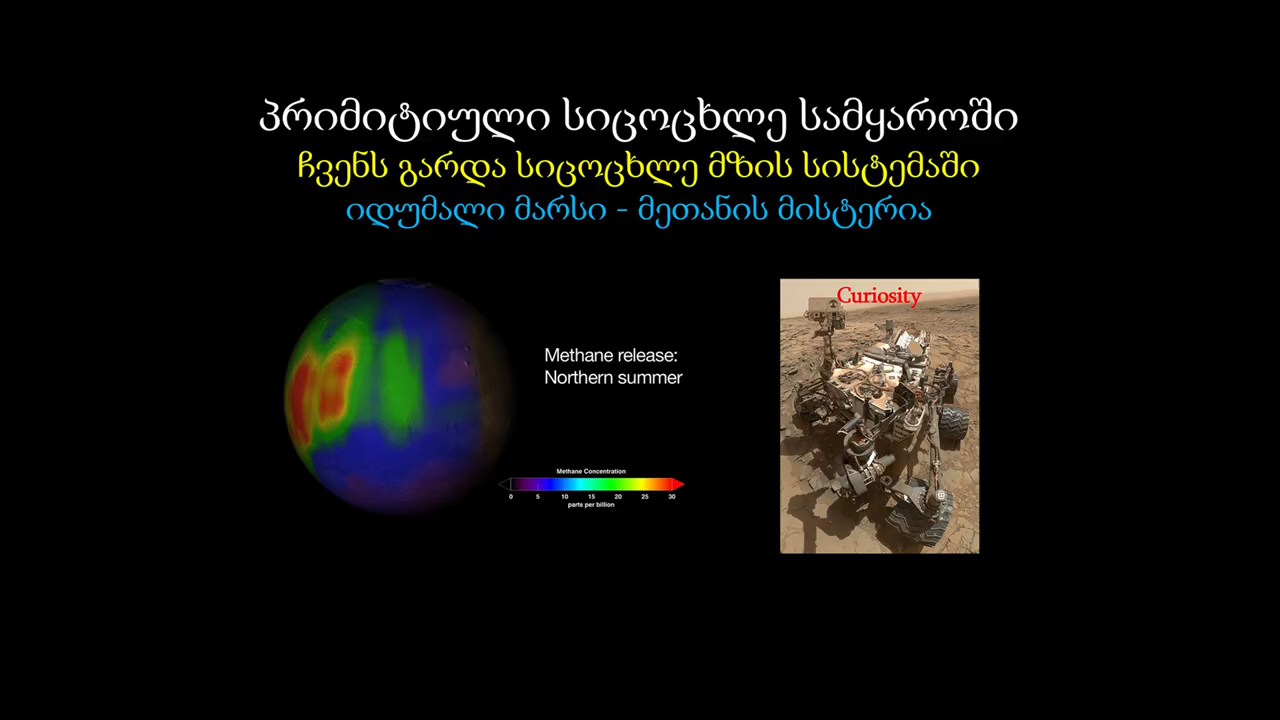 პრიმიტიული სიცოცხლე სამყაროში
ჩვენს გარდა სიცოცხლე მზის სისტემაში
იდუმალი მარსი - მეთანის მისტერია
Curiosity
Methane release:
Northern summer
Methane Concentration
0 5 10 15 20 25 30
parts per billion